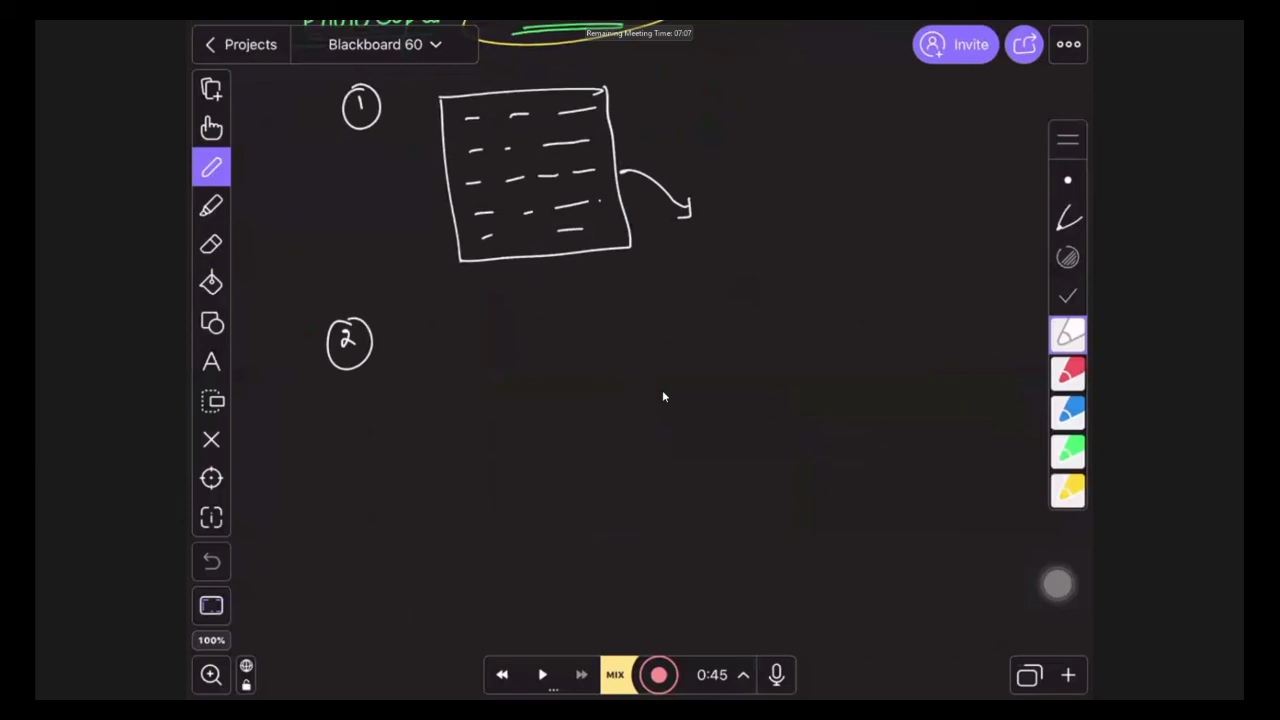 Remaining Meeting Time: 07:07
Projects
Blackboard 60
Invite
1
2
A
100%
MIX
0:45